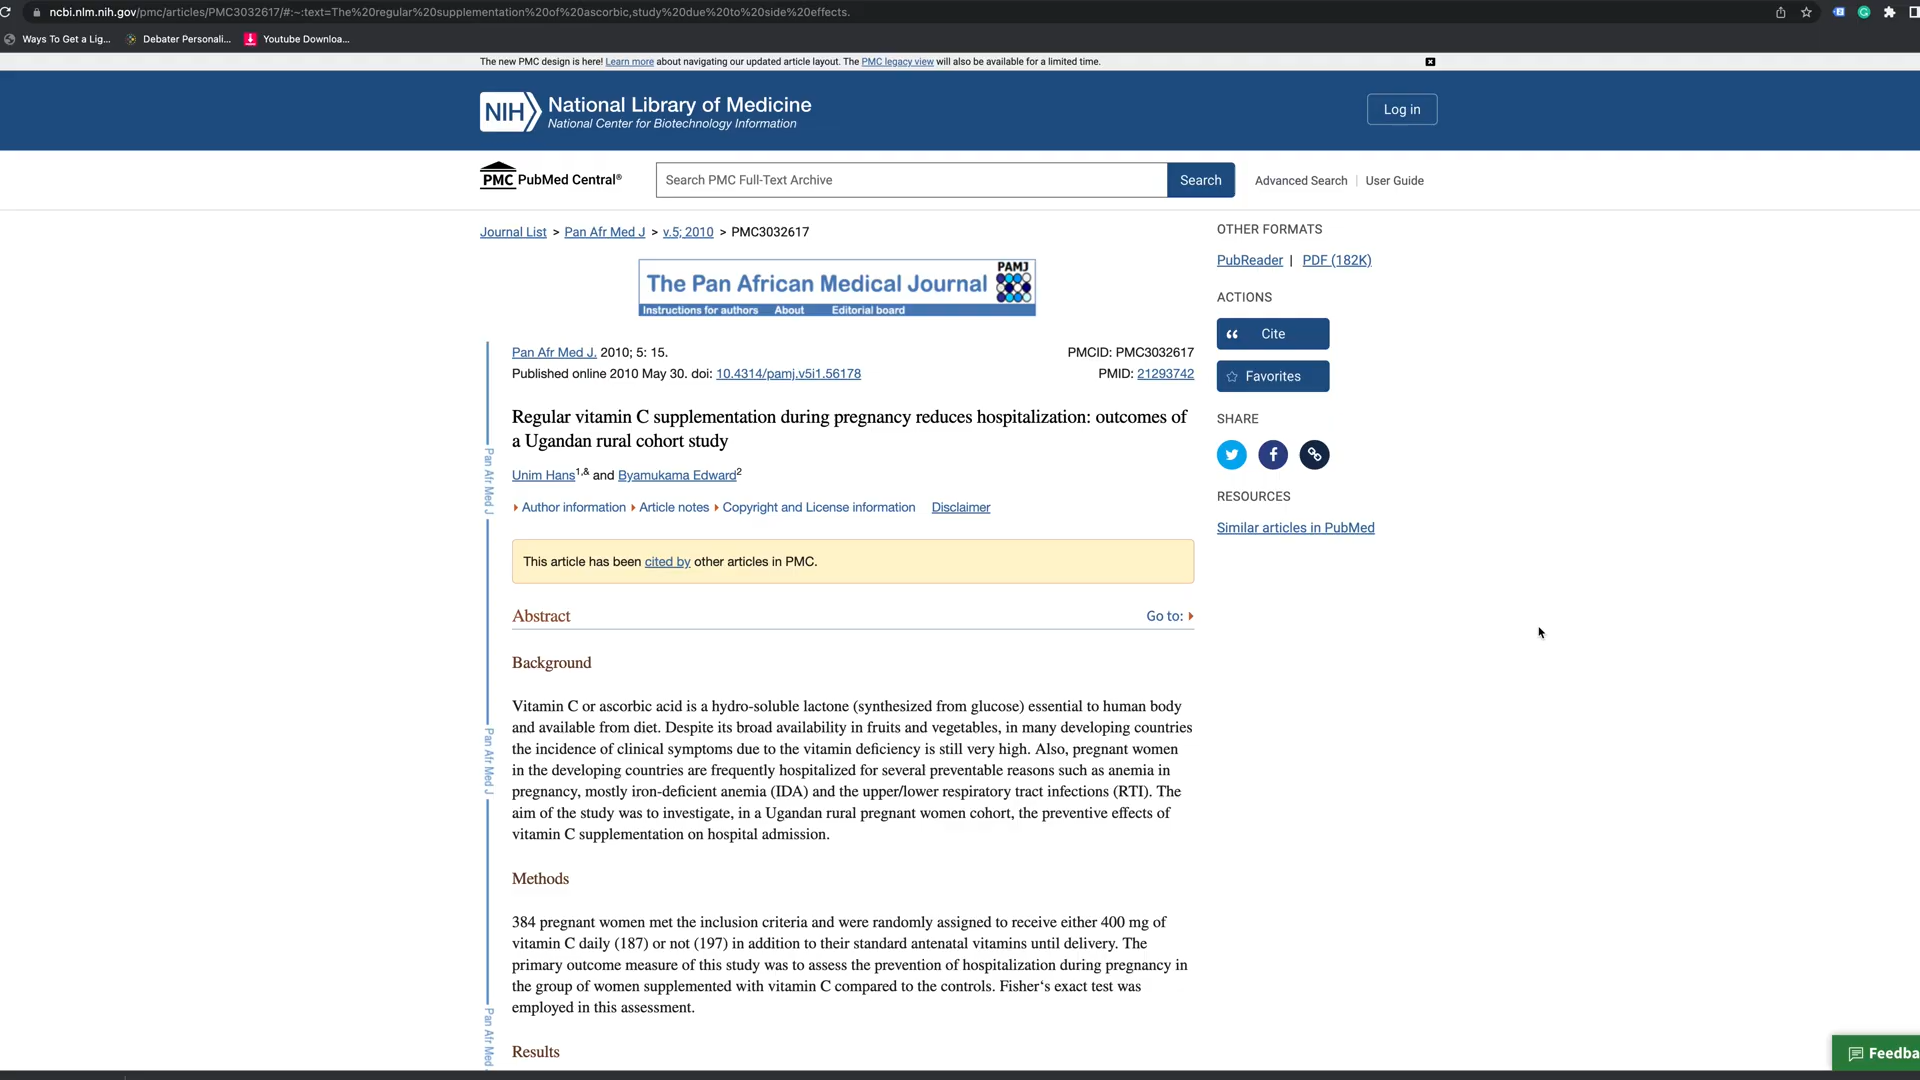 ncbi.nlm.nih.gov/pmc/articles/PMC3032617/#:~:text=The%20regular%20supplementation%20of%20ascorbic,study%20due%20to%20side%20effects.
Ways To Get a Lig...
Debater Personali...
Youtube Downloa...
The new PMC design is here! Learn more about navigating our updated article layout. The PMC legacy view will also be available for a limited time.
NIH National Library of Medicine
National Center for Biotechnology Information
Log in
PMC PubMed Central®
Search PMC Full-Text Archive
Search
Advanced Search
User Guide
Journal List > Pan Afr Med J > v.5; 2010 > PMC3032617
The Pan African Medical Journal
PAMJ
Instructions for authors About Editorial board
Pan Afr Med J. 2010; 5: 15.
PMCID: PMC3032617
Published online 2010 May 30. doi: 10.4314/pamj.v5i1.56178
PMID: 21293742
Regular vitamin C supplementation during pregnancy reduces hospitalization: outcomes of
a Ugandan rural cohort study
Unim Hans1,& and Byamukama Edward2
Author information Article notes Copyright and License information Disclaimer
This article has been cited by other articles in PMC.
Abstract
Go to:
Background
Vitamin C or ascorbic acid is a hydro-soluble lactone (synthesized from glucose) essential to human body
and available from diet. Despite its broad availability in fruits and vegetables, in many developing countries
the incidence of clinical symptoms due to the vitamin deficiency is still very high. Also, pregnant women
in the developing countries are frequently hospitalized for several preventable reasons such as anemia in
pregnancy, mostly iron-deficient anemia (IDA) and the upper/lower respiratory tract infections (RTI). The
aim of the study was to investigate, in a Ugandan rural pregnant women cohort, the preventive effects of
vitamin C supplementation on hospital admission.
Methods
384 pregnant women met the inclusion criteria and were randomly assigned to receive either 400 mg of
vitamin C daily (187) or not (197) in addition to their standard antenatal vitamins until delivery. The
primary outcome measure of this study was to assess the prevention of hospitalization during pregnancy in
the group of women supplemented with vitamin C compared to the controls. Fisher‘s exact test was
employed in this assessment.
Results
Pan Afr Med J
Pan Afr Med J
Pan Afr Med
OTHER FORMATS
PubReader | PDF (182K)
ACTIONS
Cite
Favorites
SHARE
RESOURCES
Similar articles in PubMed
Feedba